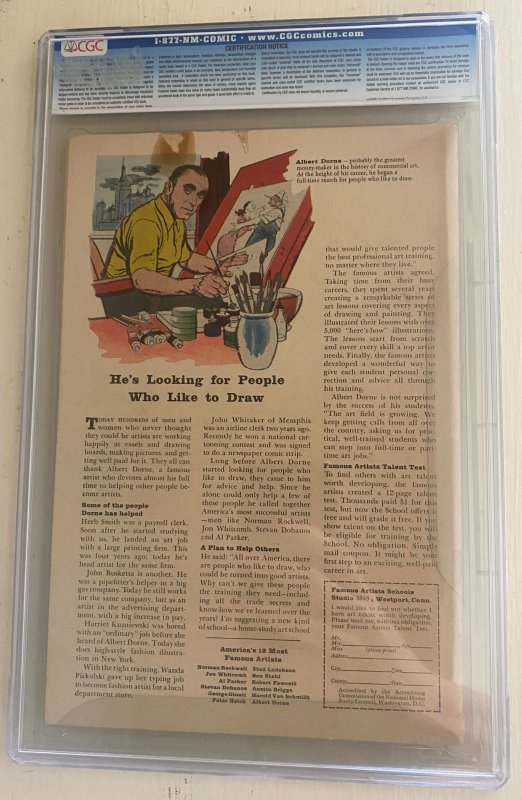 1-877-NM-COMIC • www.CGCcomics.com
CGC
CERTIFICATION NOTICE
Albert Dorne — probably the greatest
money-maker in the history of commercial art.
At the height of his career, he began a
full-time search for people who like to draw.
He's Looking for People
Who Like to Draw
TODAY HUNDREDS of men and
women who never thought
they could be artists are working
happily at easels and drawing
boards, making pictures, and get-
ting well paid for it. They all can
thank Albert Dorne, a famous
artist who devotes almost his full
time to helping other people be-
come artists.
Some of the people
Dorne has helped
Herb Smith was a payroll clerk.
Soon after he started studying
with us, he landed an art job
with a large printing firm. This
was four years ago; today he's
head artist for the same firm.
John Busketta is another. He
was a pipefitter's helper in a big
gas company. Today he still works
for the same company, but as an
artist in the advertising depart-
ment, with a big increase in pay.
Harriet Kuzniewski was bored
with an "ordinary" job before she
heard of Albert Dorne. Today she
does high-style fashion illustra-
tion in New York.
With the right training, Wanda
Pickulski gave up her typing job
to become fashion artist for a local
department store.
John Whitaker of Memphis
was an airline clerk two years ago.
Recently he won a national car-
tooning contest and was signed
to do a newspaper comic strip.
Long before Albert Dorne
started looking for people who
like to draw, they came to him
for advice and help. Since he
alone could only help a few of
these people he called together
America's most successful artists
—men like Norman Rockwell,
Jon Whitcomb, Stevan Dohanos
and Al Parker.
A Plan to Help Others
He said: "All over America, there
are people who like to draw, who
could be turned into good artists.
Why can't we give these people
the training they need—includ-
ing all the trade secrets and
know-how we've learned over the
years? I'm suggesting a new kind
of school—a home-study art school
America's 12 Most
Famous Artists
Norman Rockwell Fred Ludekens
Jon Whitcomb Ben Stahl
Al Parker Robert Fawcett
Stevan Dohanos Austin Briggs
George Giusti Harold Von Schmidt
Peter Helck Albert Dorne
that would give talented people
the best professional art training,
no matter where they live."
The famous artists agreed.
Taking time from their busy
careers, they spent several years
creating a remarkable series of
art lessons covering every aspect
of drawing and painting. They
illustrated their lessons with over
5,000 "here's-how" illustrations.
The lessons start from scratch
and cover every skill a top artist
needs. Finally, the famous artists
developed a wonderful way to
give each student personal cor-
rection and advice all through
his training.
Albert Dorne is not surprised
by the success of his students.
"The art field is growing. We
keep getting calls from all over
the country, asking us for prac-
tical, well-trained students who
can step into full-time or part-
time art jobs."
Famous Artists Talent Test
To find others with art talent
worth developing, the famous
artists created a 12-page talent
test. Thousands paid $1 for this
test, but now the School offers it
free and will grade it free. If you
show talent on the test, you will
be eligible for training by the
School. No obligation. Simply
mail coupon. It might be your
first step to an exciting, well-paid
career in art.
Famous Artists Schools
Studio 3849, Westport, Conn.
I would like to find out whether I
have art talent worth developing.
Please send me, without obligation,
your Famous Artists Talent Test.
Mr.
Mrs.
Miss (please print) Age
Address
City Zone
County State
Accredited by the Accrediting
Commission of the National Home
Study Council, Washington, D.C.